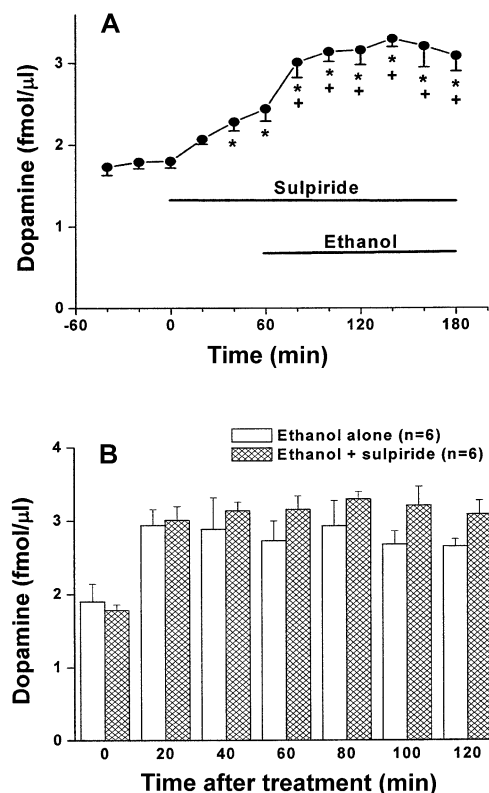 A
Dopamine (fmol/μl)
3
2
1
0
* * * * * * * *
+ + + + + +
Sulpiride
Ethanol
-60 0 60 120 180
Time (min)
B
Ethanol alone (n=6)
Ethanol + sulpiride (n=6)
Dopamine (fmol/μl)
4
3
2
1
0
0 20 40 60 80 100 120
Time after treatment (min)